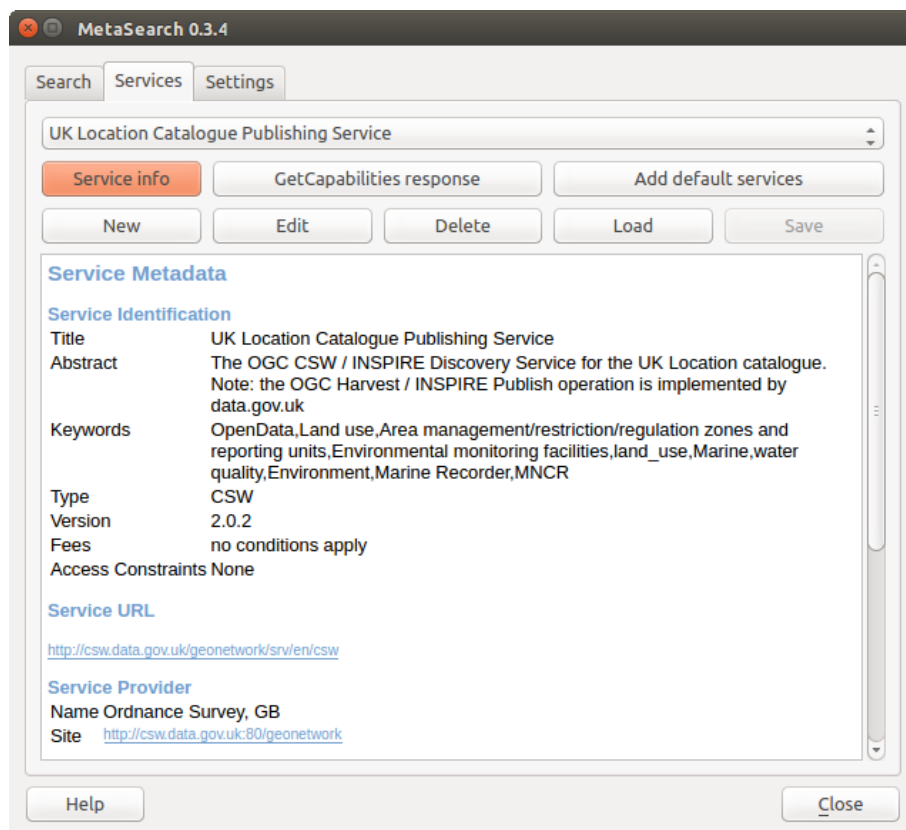 MetaSearch 0.3.4
Search Services Settings
UK Location Catalogue Publishing Service
Service info GetCapabilities response Add default services
New Edit Delete Load Save
Service Metadata
Service Identification
Title UK Location Catalogue Publishing Service
Abstract The OGC CSW / INSPIRE Discovery Service for the UK Location catalogue.
Note: the OGC Harvest / INSPIRE Publish operation is implemented by
data.gov.uk
Keywords OpenData,Land use,Area management/restriction/regulation zones and
reporting units,Environmental monitoring facilities,land_use,Marine,water
quality,Environment,Marine Recorder,MNCR
Type CSW
Version 2.0.2
Fees no conditions apply
Access Constraints None
Service URL
http://csw.data.gov.uk/geonetwork/srv/en/csw
Service Provider
Name Ordnance Survey, GB
Site http://csw.data.gov.uk:80/geonetwork
Help Close